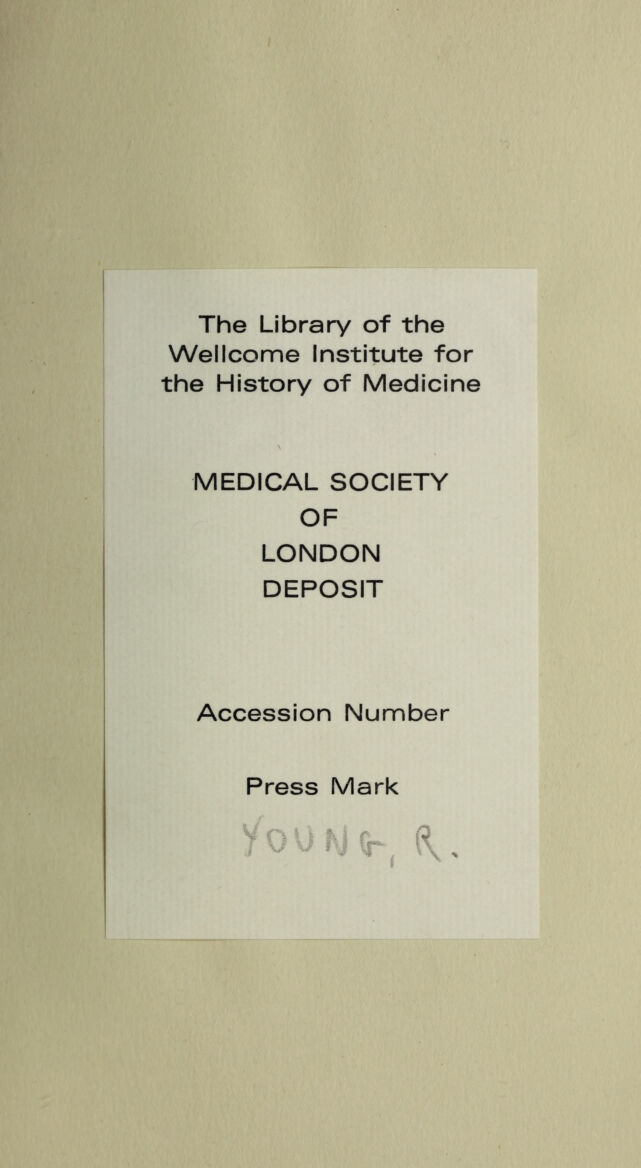 The Library of the
Wellcome Institute for
the History of Medicine
MEDICAL SOCIETY
OF
LONDON
DEPOSIT
Accession Number
Press Mark
YOUNG, R.